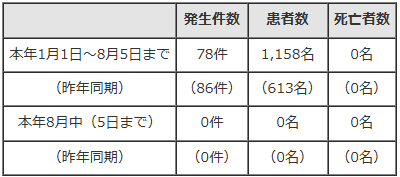 発生件数 患者数 死亡者数
本年1月1日～8月5日まで 78件 1,158名 0名
（昨年同期） （86件） （613名） （0名）
本年8月中（5日まで） 0件 0名 0名
（昨年同期） （0件） （0名） （0名）